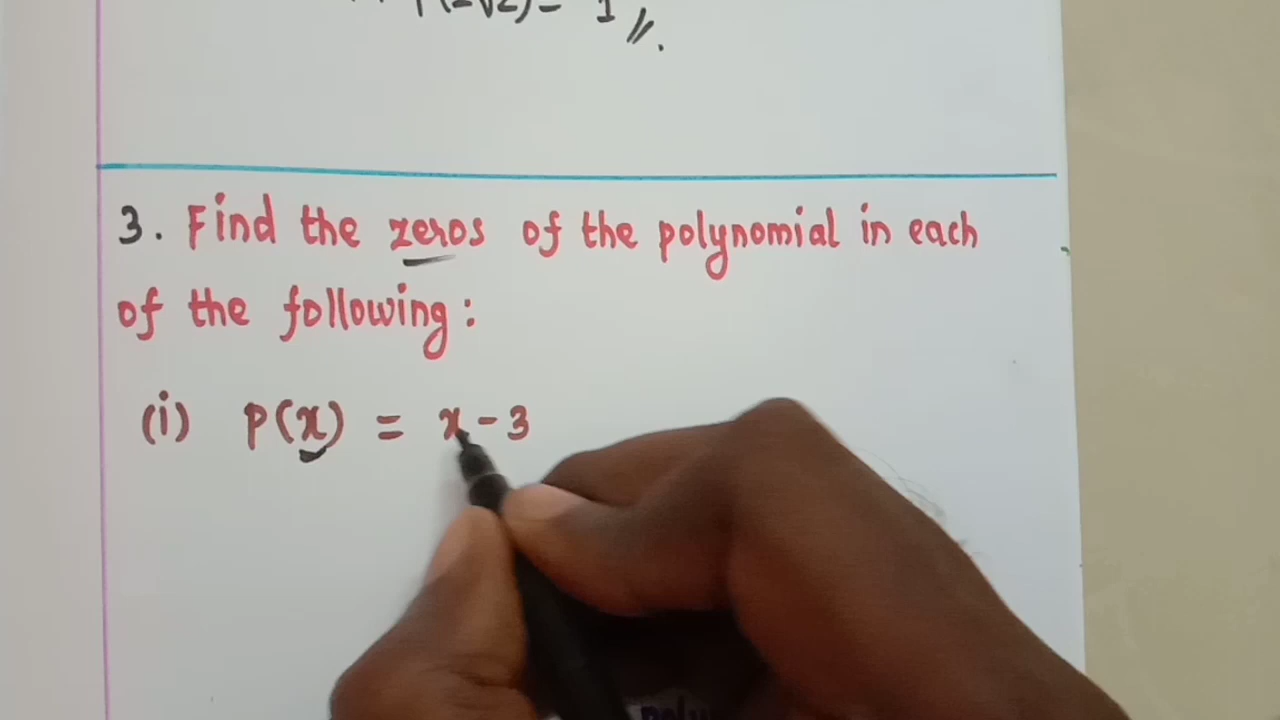 3. Find the zeros of the polynomial in each
of the following:
(i) P(x) = x - 3